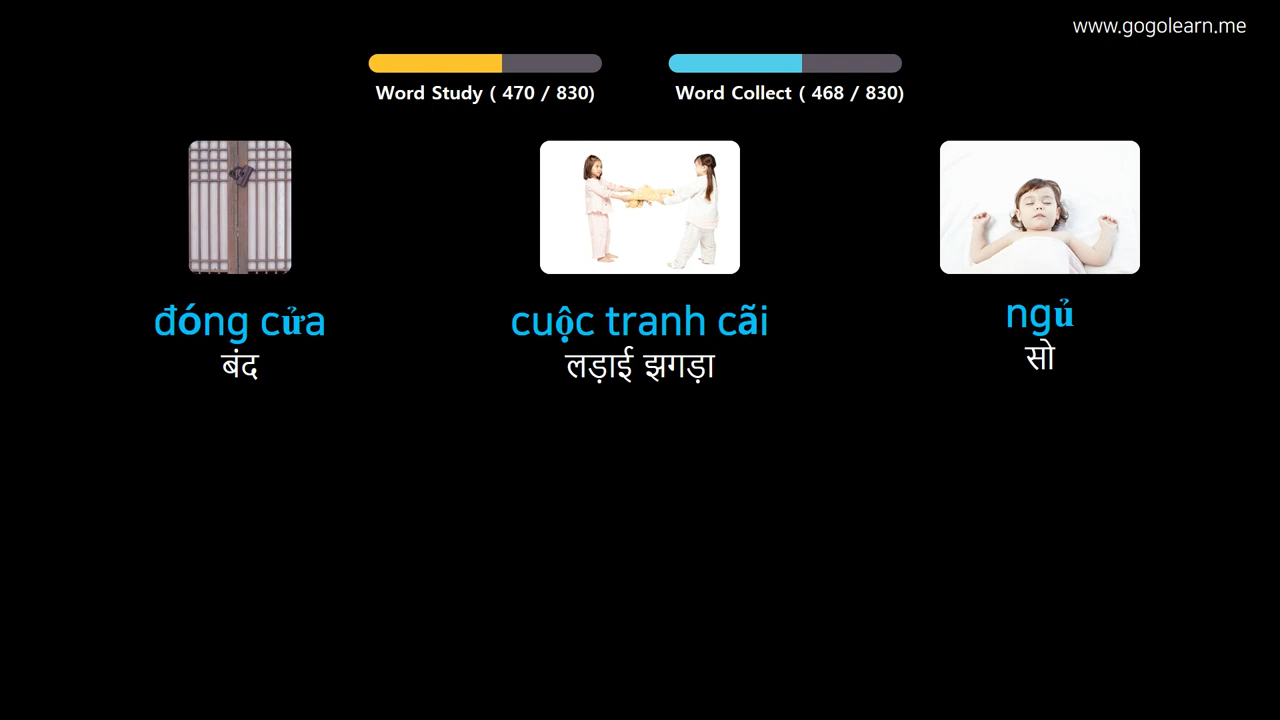 www.gogolearn.me
Word Study ( 470 / 830)
Word Collect ( 468 / 830)
đóng cửa
बंद
cuộc tranh cãi
लड़ाई झगड़ा
ngủ
सो